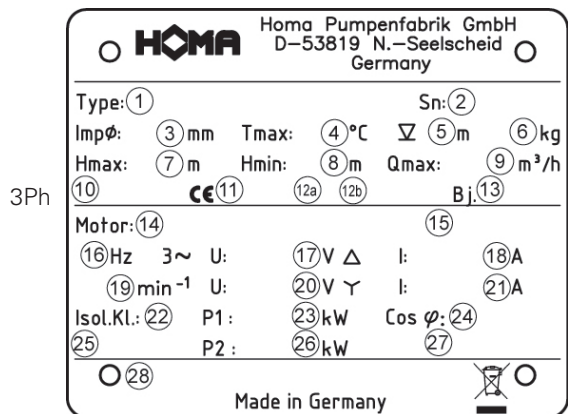 HOMA Homa Pumpenfabrik GmbH
D-53819 N.-Seelscheid
Germany
Type: 1 Sn: 2
Impø: 3 mm Tmax: 4 °C 5 m 6 kg
Hmax: 7 m Hmin: 8 m Qmax: 9 m³/h
3Ph
10 CE 11 12a 12b Bj. 13
Motor: 14 15
16 Hz 3~ U: 17 V △ I: 18 A
19 min⁻¹ U: 20 V Y I: 21 A
Isol.Kl.: 22 P1: 23 kW Cos φ: 24
25 P2: 26 kW 27
28
Made in Germany